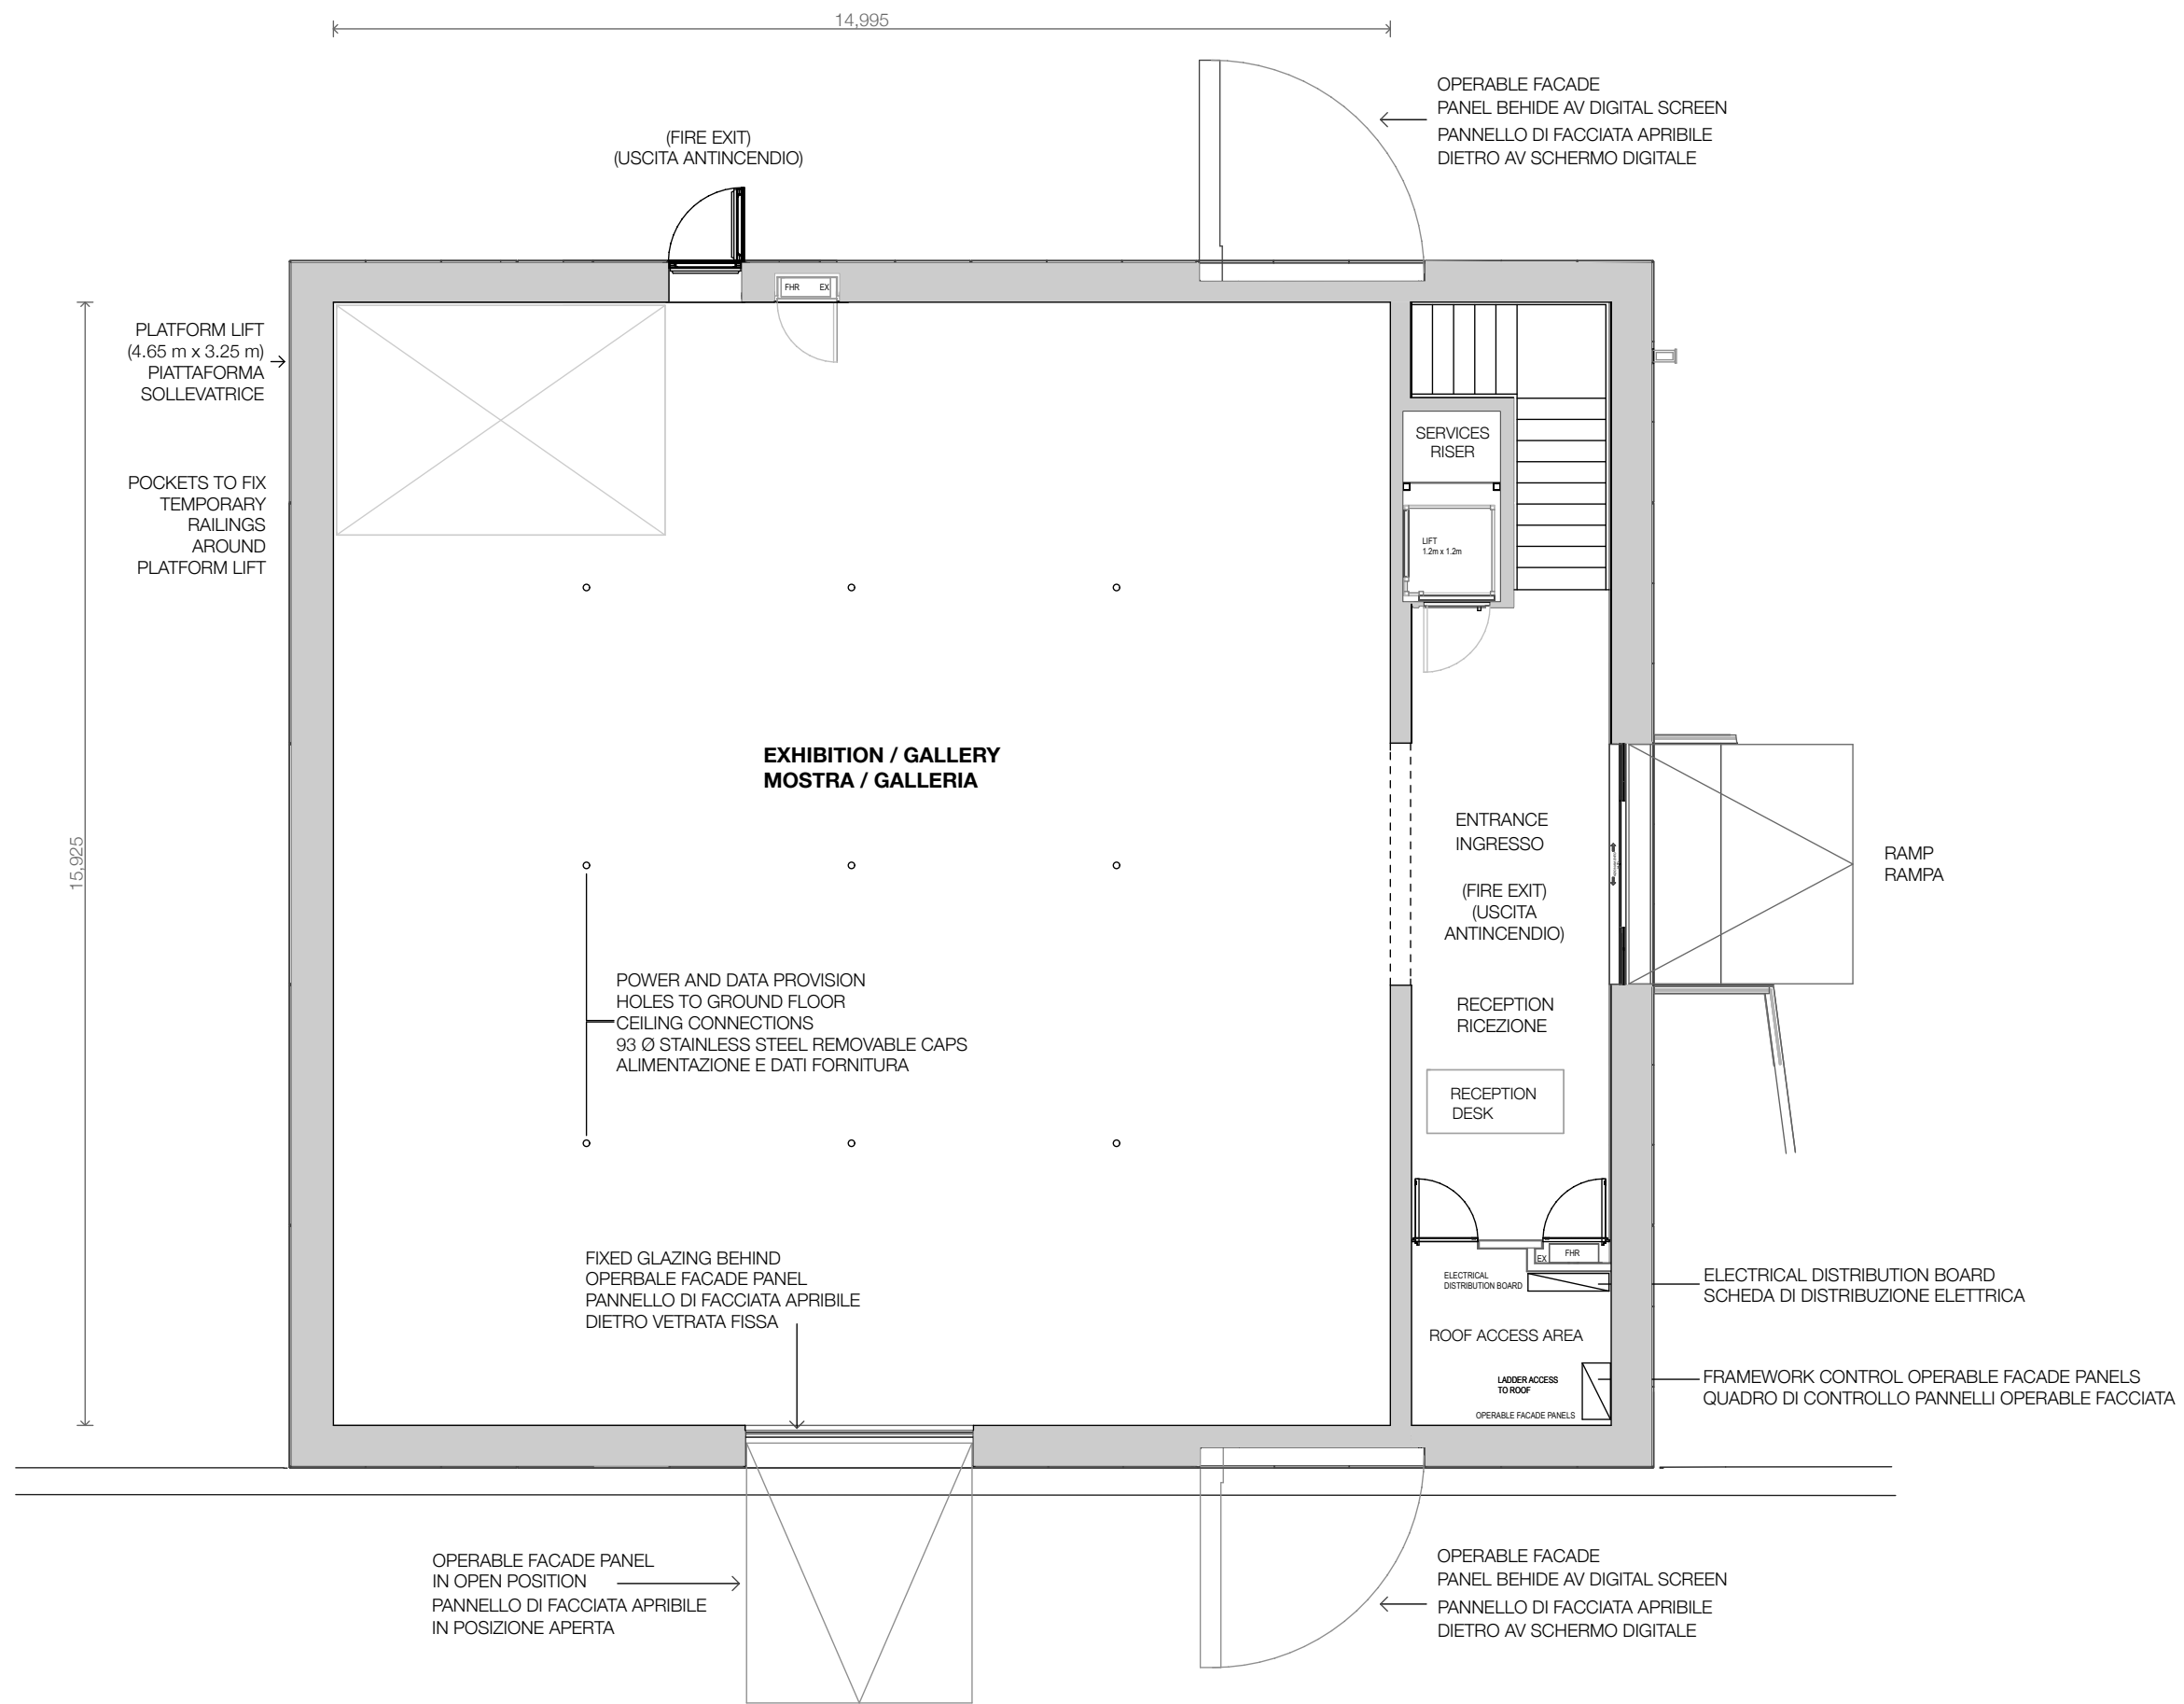 14,995
OPERABLE FACADE
PANEL BEHIDE AV DIGITAL SCREEN
PANNELLO DI FACCIATA APRIBILE
DIETRO AV SCHERMO DIGITALE
(FIRE EXIT)
(USCITA ANTINCENDIO)
FHR EX
PLATFORM LIFT
(4.65 m x 3.25 m)
PIATTAFORMA
SOLLEVATRICE
POCKETS TO FIX
TEMPORARY
RAILINGS
AROUND
PLATFORM LIFT
SERVICES
RISER
LIFT
1.2m x 1.2m
EXHIBITION / GALLERY
MOSTRA / GALLERIA
15,925
ENTRANCE
INGRESSO
(FIRE EXIT)
(USCITA
ANTINCENDIO)
RAMP
RAMPA
POWER AND DATA PROVISION
HOLES TO GROUND FLOOR
CEILING CONNECTIONS
93 Ø STAINLESS STEEL REMOVABLE CAPS
ALIMENTAZIONE E DATI FORNITURA
RECEPTION
RICEZIONE
RECEPTION
DESK
FIXED GLAZING BEHIND
OPERBALE FACADE PANEL
PANNELLO DI FACCIATA APRIBILE
DIETRO VETRATA FISSA
EX FHR
ELECTRICAL
DISTRIBUTION BOARD
ELECTRICAL DISTRIBUTION BOARD
SCHEDA DI DISTRIBUZIONE ELETTRICA
ROOF ACCESS AREA
LADDER ACCESS
TO ROOF
OPERABLE FACADE PANELS
FRAMEWORK CONTROL OPERABLE FACADE PANELS
QUADRO DI CONTROLLO PANNELLI OPERABLE FACCIATA
OPERABLE FACADE PANEL
IN OPEN POSITION
PANNELLO DI FACCIATA APRIBILE
IN POSIZIONE APERTA
OPERABLE FACADE
PANEL BEHIDE AV DIGITAL SCREEN
PANNELLO DI FACCIATA APRIBILE
DIETRO AV SCHERMO DIGITALE